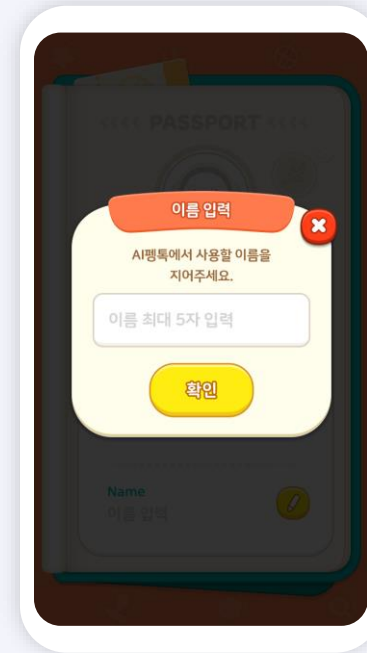 PASSPORT
이름 입력
AI펭톡에서 사용할 이름을
지어주세요.
이름 최대 5자 입력
확인
Name
이름 입력